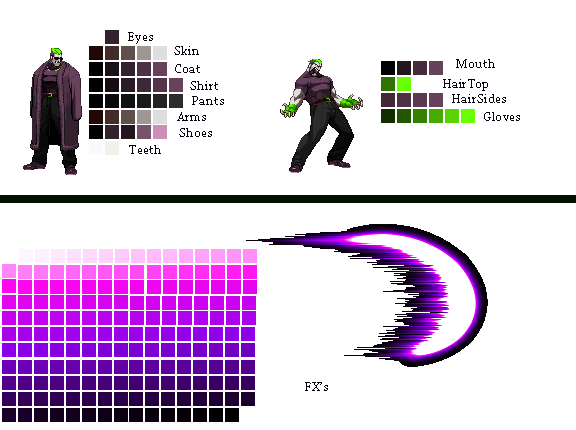 Eyes
Skin
Coat
Shirt
Pants
Arms
Shoes
Teeth
Mouth
HairTop
HairSides
Gloves
FX's